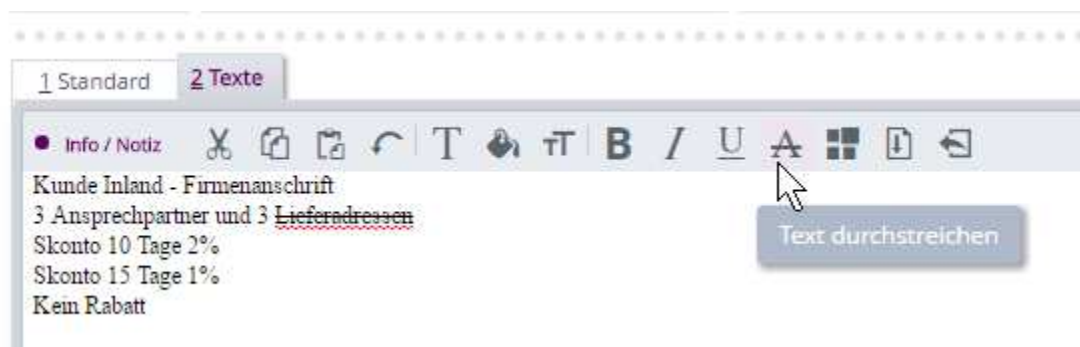 1 Standard 2 Texte
Info / Notiz T TT B I U A
Kunde Inland - Firmenanschrift
3 Ansprechpartner und 3 Lieferadressen
Skonto 10 Tage 2%
Text durchstreichen
Skonto 15 Tage 1%
Kein Rabatt